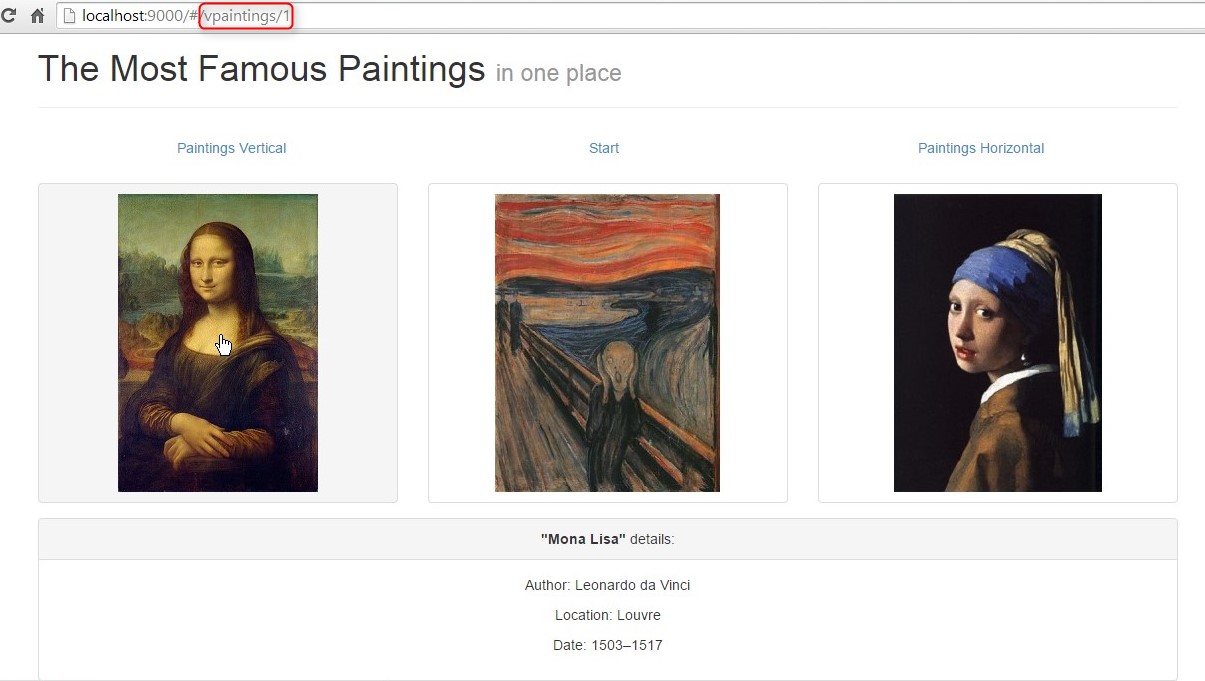 localhost:9000/#/vpaintings/1
The Most Famous Paintings in one place
Paintings Vertical
Start
Paintings Horizontal
"Mona Lisa" details:
Author: Leonardo da Vinci
Location: Louvre
Date: 1503–1517